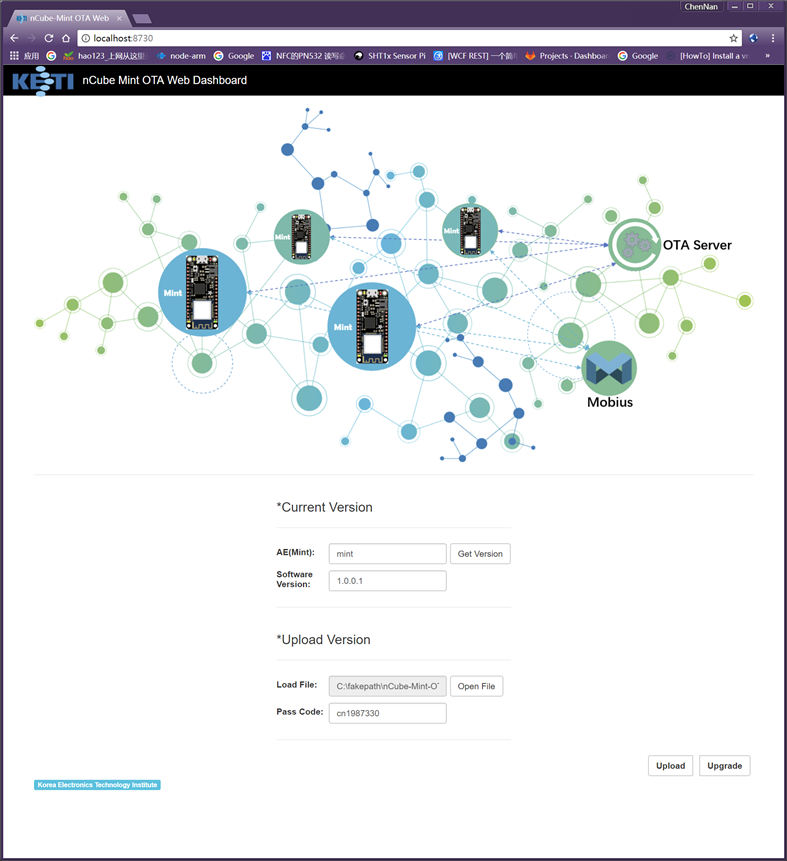 ChenNan
nCube-Mint OTA Web
localhost:8730
应用
hao123_上网从这里
node-arm
Google
NFC的PN532 读写
SHT1x Sensor Pi
[WCF REST] 一个简
Projects · Dashboar
Google
[HowTo] Install a v
KETI
nCube Mint OTA Web Dashboard
Mint
Mint
OTA Server
Mint
Mint
Mobius
*Current Version
AE(Mint):
mint
Get Version
Software
Version:
1.0.0.1
*Upload Version
Load File:
C:\fakepath\nCube-Mint-OT
Open File
Pass Code:
cn1987330
Upload
Upgrade
Korea Electronics Technology Institute